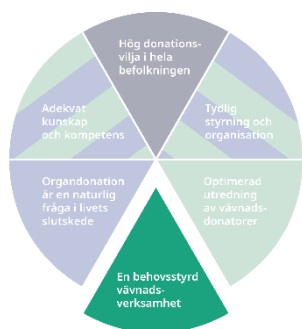 Hög donations-
vilja i hela
befolkningen
Adekvat
kunskap
och kompetens
Tydlig
styrning och
organisation
Organdonation
är en naturlig
fråga i livets
slutskede
Optimerad
utredning
av vävnads-
donatorer
En behovsstyrd
vävnads-
verksamhet